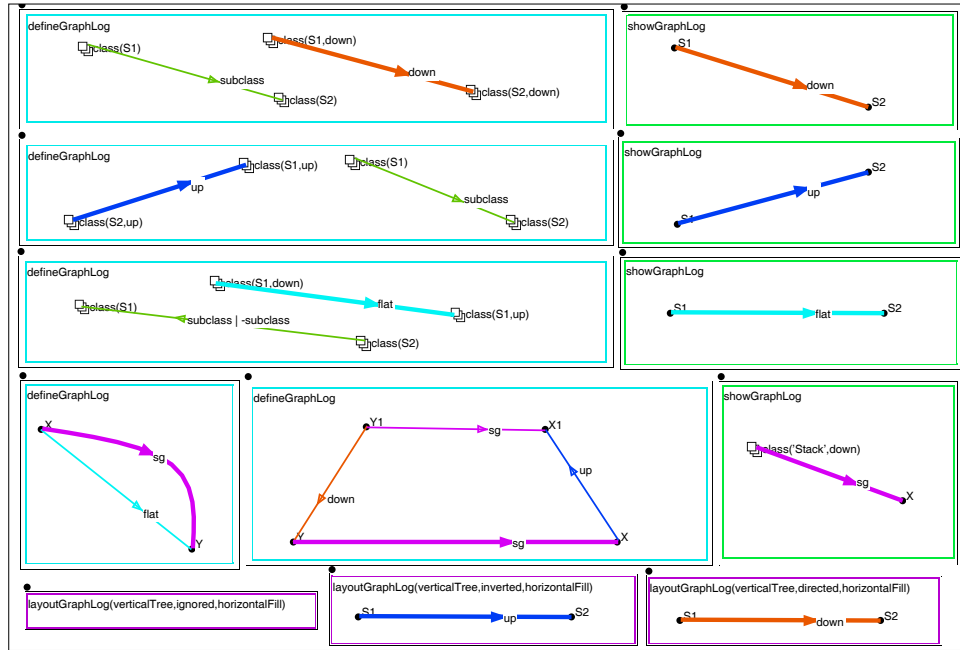 defineGraphLog
class(S1)
class(S1,down)
subclass
down
class(S2)
class(S2,down)
showGraphLog
S1
down
S2
defineGraphLog
class(S1,up)
class(S1)
up
subclass
class(S2,up)
class(S2)
showGraphLog
S2
up
S1
defineGraphLog
class(S1,down)
class(S1)
flat
subclass | -subclass
class(S1,up)
class(S2)
showGraphLog
S1
flat
S2
defineGraphLog
X
sg
flat
Y
defineGraphLog
Y1
sg
X1
up
down
Y
sg
X
showGraphLog
class('Stack',down)
sg
X
layoutGraphLog(verticalTree,ignored,horizontalFill)
layoutGraphLog(verticalTree,inverted,horizontalFill)
S1
up
S2
layoutGraphLog(verticalTree,directed,horizontalFill)
S1
down
S2